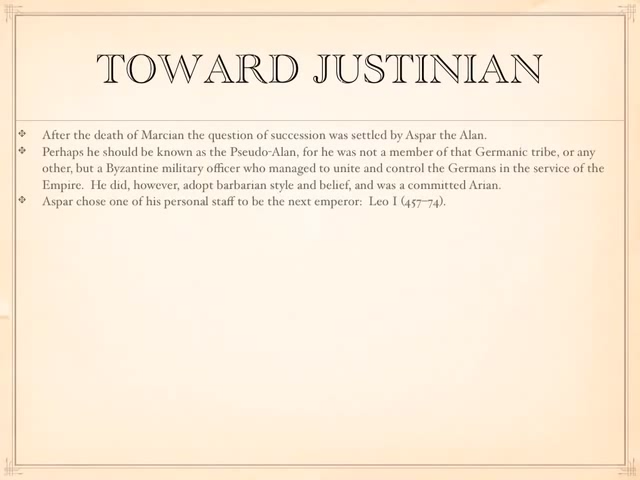 TOWARD JUSTINIAN
❖ After the death of Marcian the question of succession was settled by Aspar the Alan.
❖ Perhaps he should be known as the Pseudo-Alan, for he was not a member of that Germanic tribe, or any
other, but a Byzantine military officer who managed to unite and control the Germans in the service of the
Empire.  He did, however, adopt barbarian style and belief, and was a committed Arian.
❖ Aspar chose one of his personal staff to be the next emperor:  Leo I (457–74).